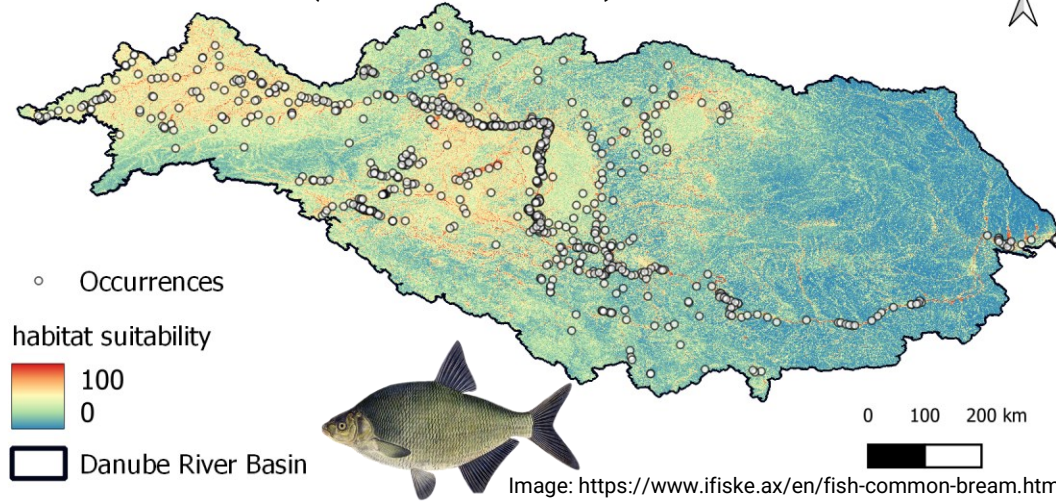 Occurrences
habitat suitability
100
0
Danube River Basin
0 100 200 km
Image: https://www.ifiske.ax/en/fish-common-bream.htm